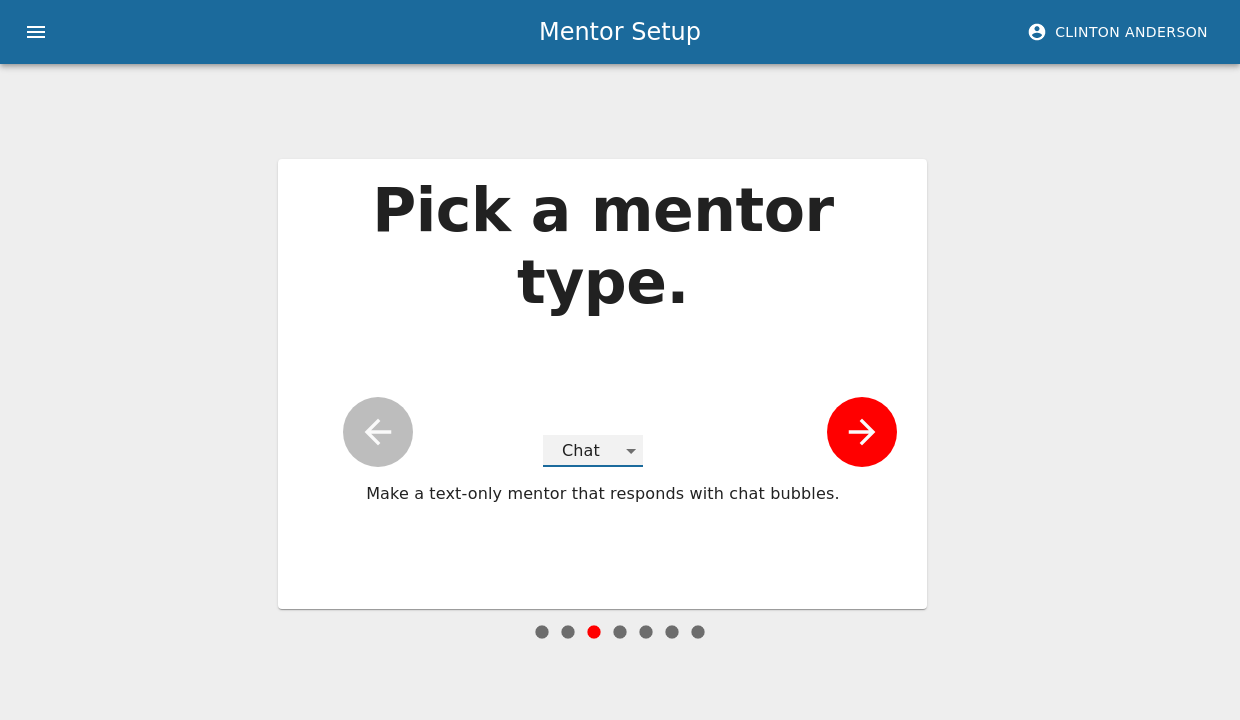 Mentor Setup
CLINTON ANDERSON
Pick a mentor
type.
Chat
Make a text-only mentor that responds with chat bubbles.